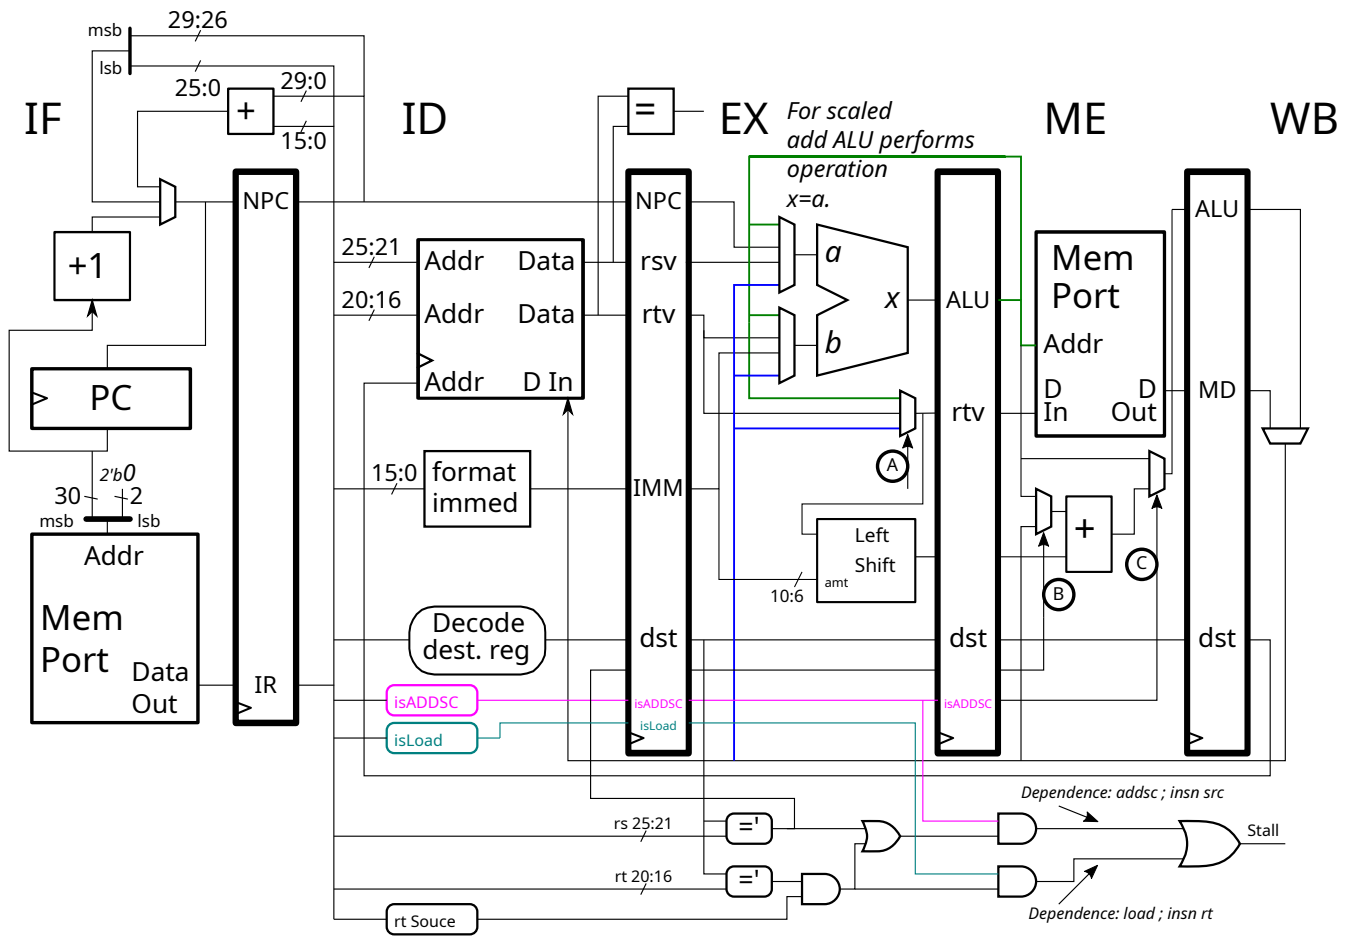 29:26
msb
lsb
25:0
29:0
15:0
+
=
IF
ID
EX
ME
WB
For scaled
add ALU performs
operation
x=a.
NPC
NPC
ALU
+1
25:21
Addr
Data
rsv
a
20:16
Addr
Data
rtv
x
ALU
b
Mem
Port
Addr
D
In
D
Out
MD
Addr
D In
PC
rtv
A
2'b0
30
2
msb
lsb
15:0
format
immed
IMM
Left
Shift
amt
10:6
+
B
C
Addr
Mem
Port
Data
Out
IR
Decode
dest. reg
dst
dst
dst
isADDSC
isADDSC
isADDSC
isLoad
isLoad
Dependence: addsc ; insn src
rs 25:21
='
Stall
rt 20:16
='
rt Souce
Dependence: load ; insn rt